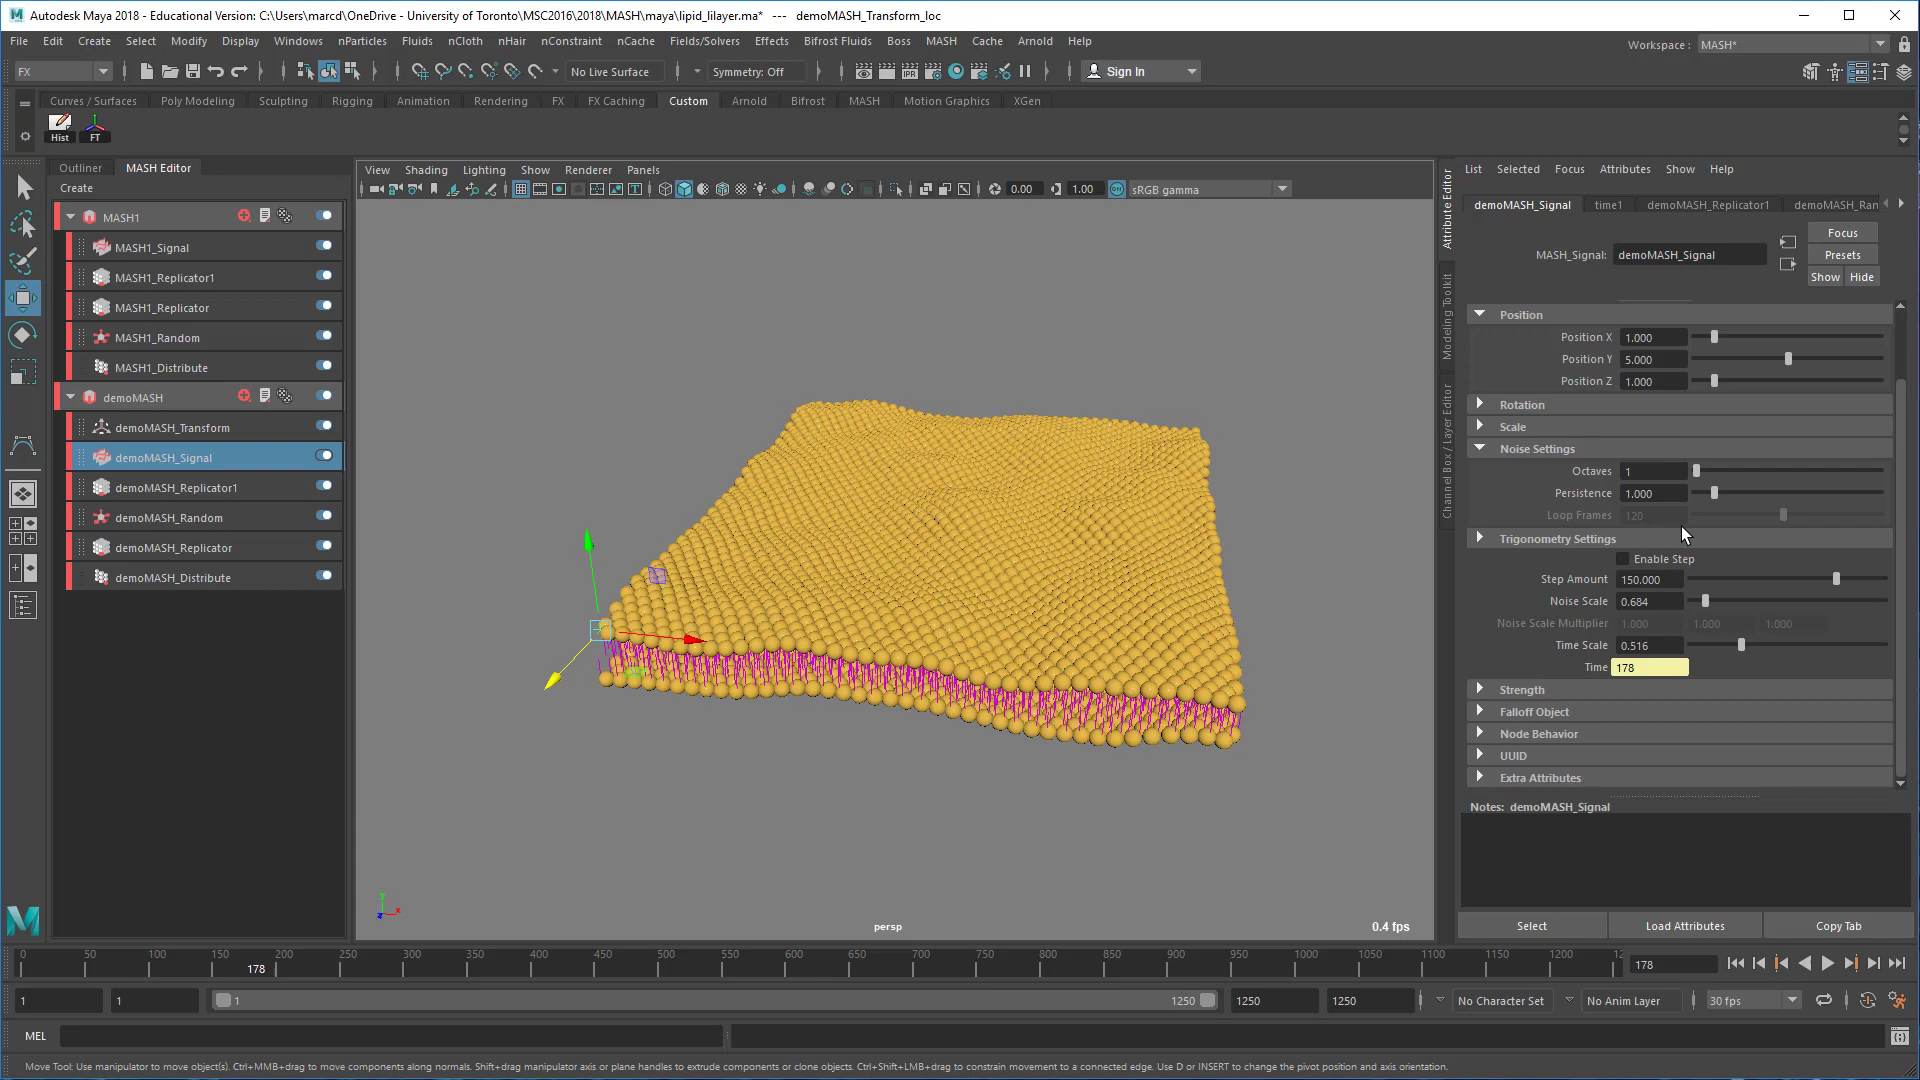 Autodesk Maya 2018 - Educational Version: C:\Users\marcd\OneDrive - University of Toronto\MSC2016\2018\MASH\maya\lipid_lilayer.ma* --- demoMASH_Transform_loc
File Edit Create Select Modify Display Windows nParticles Fluids nCloth nHair nConstraint nCache Fields/Solvers Effects Bifrost Fluids Boss MASH Cache Arnold Help
Workspace : MASH*
FX No Live Surface Symmetry: Off IPR Sign In
Curves / Surfaces Poly Modeling Sculpting Rigging Animation Rendering FX FX Caching Custom Arnold Bifrost MASH Motion Graphics XGen
Hist FT
Outliner MASH Editor
Create
MASH1
MASH1_Signal
MASH1_Replicator1
MASH1_Replicator
MASH1_Random
MASH1_Distribute
demoMASH
demoMASH_Transform
demoMASH_Signal
demoMASH_Replicator1
demoMASH_Random
demoMASH_Replicator
demoMASH_Distribute
View Shading Lighting Show Renderer Panels
0.00 1.00 ON sRGB gamma
y
x
z
persp
0.4 fps
Attribute Editor
Modeling Toolkit
Channel Box / Layer Editor
List Selected Focus Attributes Show Help
demoMASH_Signal time1 demoMASH_Replicator1 demoMASH_Ran
MASH_Signal: demoMASH_Signal
Focus
Presets
Show Hide
Position
Position X 1.000
Position Y 5.000
Position Z 1.000
Rotation
Scale
Noise Settings
Octaves 1
Persistence 1.000
Loop Frames 120
Trigonometry Settings
Enable Step
Step Amount 150.000
Noise Scale 0.684
Noise Scale Multiplier 1.000 1.000 1.000
Time Scale 0.516
Time 178
Strength
Falloff Object
Node Behavior
UUID
Extra Attributes
Notes: demoMASH_Signal
Select Load Attributes Copy Tab
0 50 100 150 200 250 300 350 400 450 500 550 600 650 700 750 800 850 900 950 1000 1050 1100 1150 1200 12
178 178
1 1 1 1250 1250 1250 No Character Set No Anim Layer 30 fps
MEL
Move Tool: Use manipulator to move object(s). Ctrl+MMB+drag to move components along normals. Shift+drag manipulator axis or plane handles to extrude components or clone objects. Ctrl+Shift+LMB+drag to constrain movement to a connected edge. Use D or INSERT to change the pivot position and axis orientation.